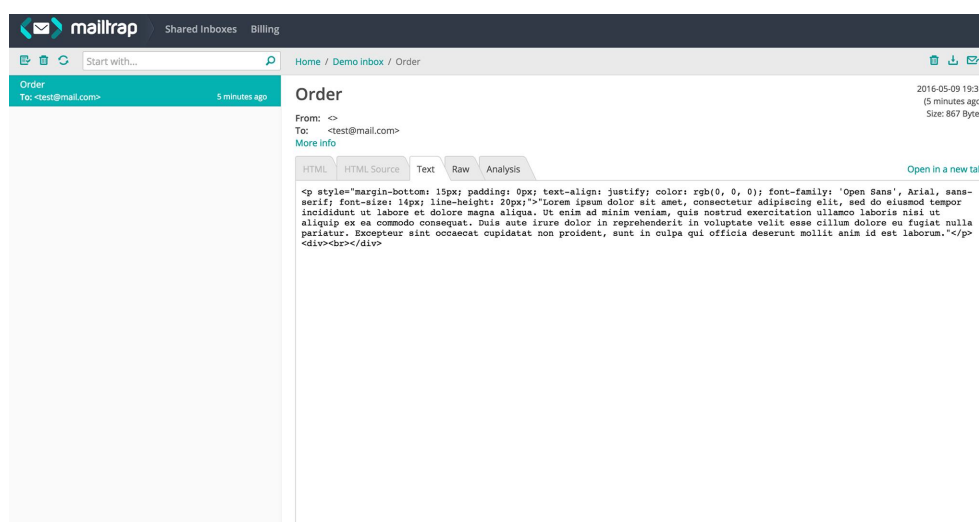 mailtrap Shared Inboxes Billing
Start with...
Home / Demo inbox / Order
Order
To: <test@mail.com> 5 minutes ago
Order
2016-05-09 19:3
(5 minutes ago
Size: 867 Byte
From: <>
To: <test@mail.com>
More info
HTML HTML Source Text Raw Analysis
Open in a new tab
<p style="margin-bottom: 15px; padding: 0px; text-align: justify; color: rgb(0, 0, 0); font-family: 'Open Sans', Arial, sans-
serif; font-size: 14px; line-height: 20px;">"Lorem ipsum dolor sit amet, consectetur adipiscing elit, sed do eiusmod tempor
incididunt ut labore et dolore magna aliqua. Ut enim ad minim veniam, quis nostrud exercitation ullamco laboris nisi ut
aliquip ex ea commodo consequat. Duis aute irure dolor in reprehenderit in voluptate velit esse cillum dolore eu fugiat nulla
pariatur. Excepteur sint occaecat cupidatat non proident, sunt in culpa qui officia deserunt mollit anim id est laborum."</p>
<div><br></div>